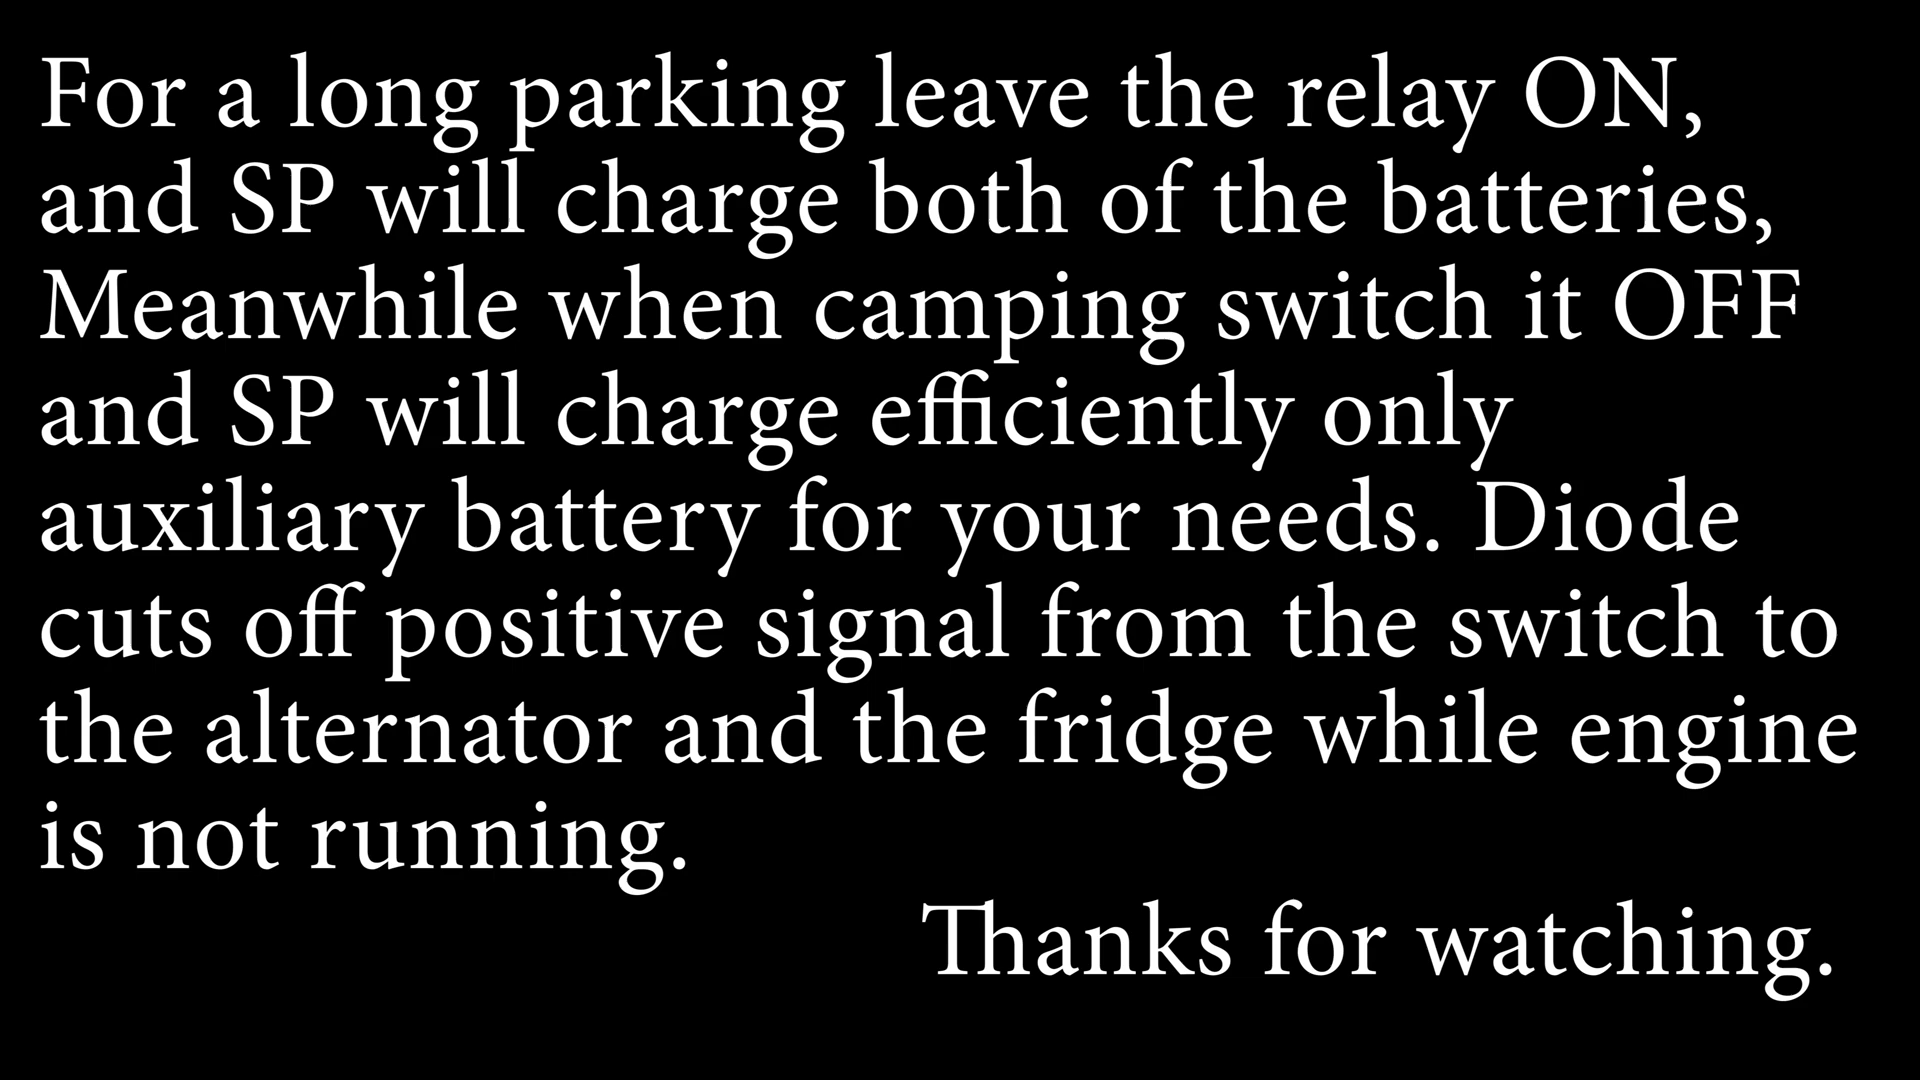 For a long parking leave the relay ON,
and SP will charge both of the batteries,
Meanwhile when camping switch it OFF
and SP will charge efficiently only
auxiliary battery for your needs. Diode
cuts off positive signal from the switch to
the alternator and the fridge while engine
is not running.
Thanks for watching.